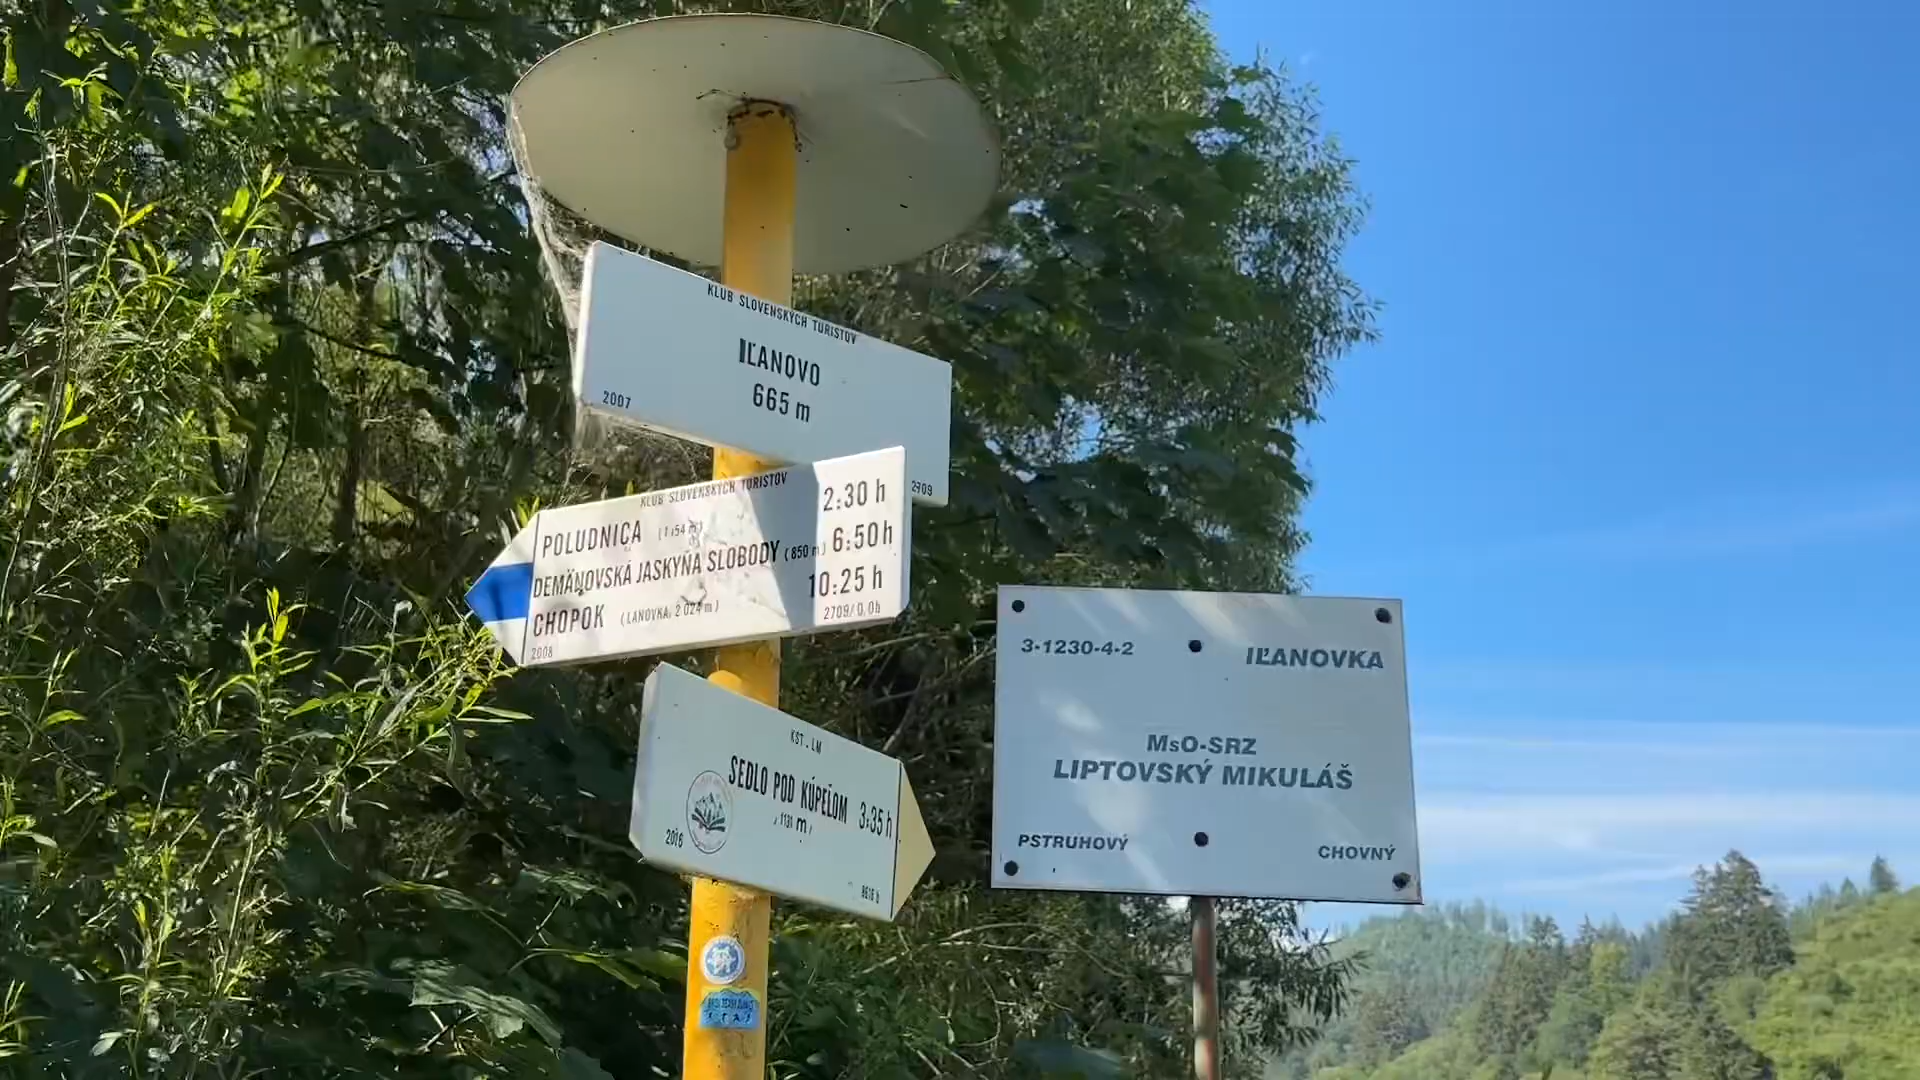 KLUB SLOVENSKÝCH TURISTOV
IĽANOVO
665 m
2007
2709
KLUB SLOVENSKÝCH TURISTOV
POLUDNICA 2:30 h
DEMÄNOVSKÁ JASKYŇA SLOBODY (850 m) 6:50 h
CHOPOK (LANOVKA, 2 024 m) 10:25 h
2008 2709/0,0b
KST - LM
SEDLO POD KÚPEĽOM 3:35 h
/1131 m/
2016
3-1230-4-2 IĽANOVKA
MsO-SRZ
LIPTOVSKÝ MIKULÁŠ
PSTRUHOVÝ CHOVNÝ